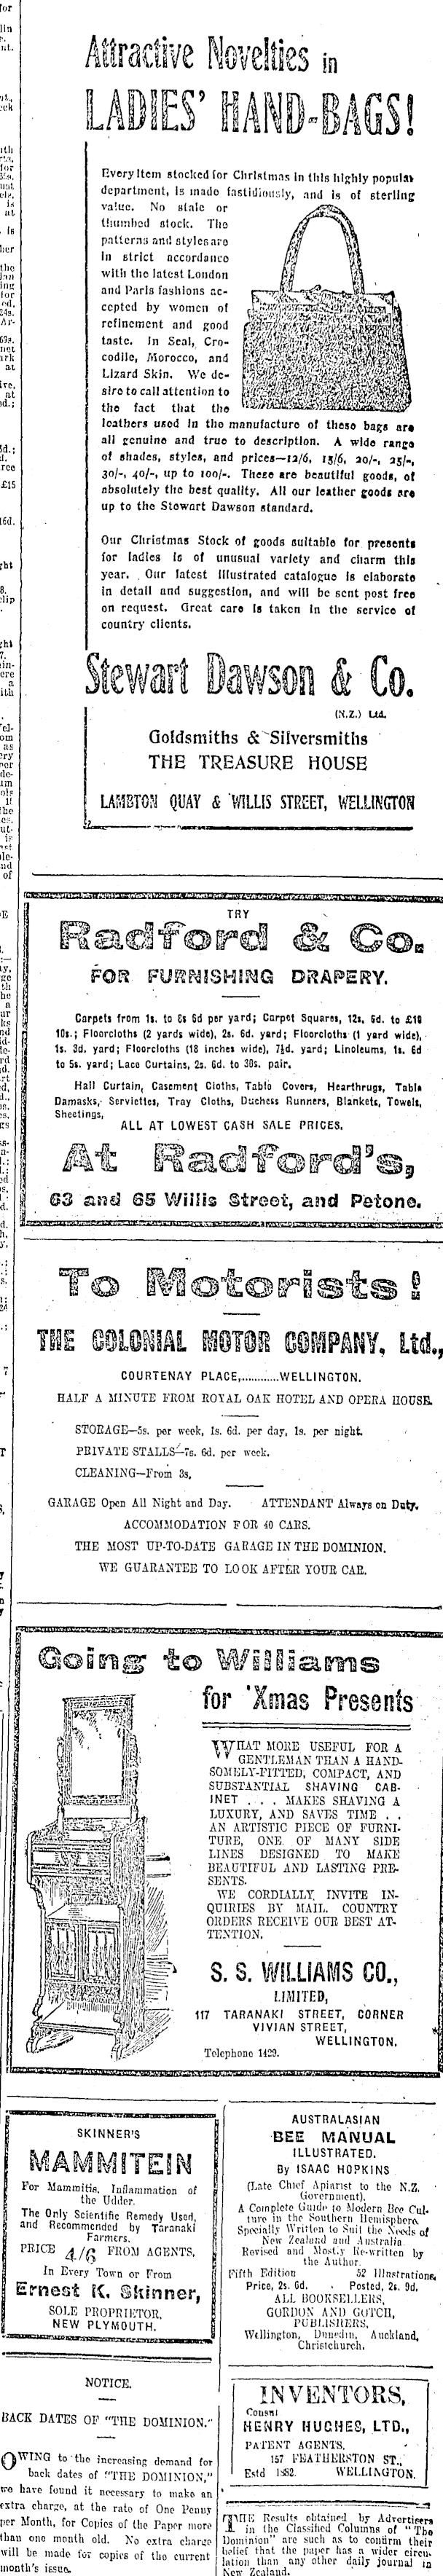 Attractive Novelties in
LADIES' HAND-BAGS!
Every Item stocked for Christmas in this highly popular
department, is made fastidiously, and is of sterling
value. No stale or
thumbed stock. The
patterns and styles are
in strict accordance
with the latest London
and Paris fashions ac-
cepted by women of
refinement and good
taste. In Seal, Cro-
codile, Morocco, and
Lizard Skin. We de-
sire to call attention to
the fact that the
leathers used in the manufacture of these bags are
all genuine and true to description. A wide range
of shades, styles, and prices—12/6, 15/6, 20/-, 25/-,
30/-, 40/-, up to 100/-. These are beautiful goods, of
absolutely the best quality. All our leather goods are
up to the Stewart Dawson standard.
Our Christmas Stock of goods suitable for presents
for ladies is of unusual variety and charm this
year. Our latest illustrated catalogue is elaborate
in detail and suggestion, and will be sent post free
on request. Great care is taken in the service of
country clients.
Stewart Dawson & Co.
(N.Z.) Ltd.
Goldsmiths & Silversmiths
THE TREASURE HOUSE
LAMBTON QUAY & WILLIS STREET, WELLINGTON
TRY
Radford & Co.
FOR FURNISHING DRAPERY.
Carpets from 1s. to 8s 6d per yard; Carpet Squares, 12s. 6d. to £10
10s.; Floorcloths (2 yards wide), 2s. 6d. yard; Floorcloths (1 yard wide),
1s. 3d. yard; Floorcloths (18 inches wide), 7½d. yard; Linoleums, 1s. 6d
to 5s. yard; Lace Curtains, 2s. 6d. to 30s. pair.
Hall Curtain, Casement Cloths, Table Covers, Hearthrugs, Table
Damasks, Serviettes, Tray Cloths, Duchess Runners, Blankets, Towels,
Sheetings,
ALL AT LOWEST CASH SALE PRICES.
At Radford's,
63 and 65 Willis Street, and Petone.
To Motorists!
THE COLONIAL MOTOR COMPANY, Ltd.,
COURTENAY PLACE,............WELLINGTON.
HALF A MINUTE FROM ROYAL OAK HOTEL AND OPERA HOUSE.
STORAGE—5s. per week, 1s. 6d. per day, 1s. per night.
PRIVATE STALLS—7s. 6d. per week.
CLEANING—From 3s,
GARAGE Open All Night and Day. ATTENDANT Always on Duty.
ACCOMMODATION FOR 40 CARS.
THE MOST UP-TO-DATE GARAGE IN THE DOMINION.
WE GUARANTEE TO LOOK AFTER YOUR CAR.
Going to Williams
for 'Xmas Presents
WHAT MORE USEFUL FOR A
GENTLEMAN THAN A HAND-
SOMELY-FITTED, COMPACT, AND
SUBSTANTIAL SHAVING CAB-
INET . . . MAKES SHAVING A
LUXURY, AND SAVES TIME . .
AN ARTISTIC PIECE OF FURNI-
TURE, ONE OF MANY SIDE
LINES DESIGNED TO MAKE
BEAUTIFUL AND LASTING PRE-
SENTS.
WE CORDIALLY INVITE IN-
QUIRIES BY MAIL. COUNTRY
ORDERS RECEIVE OUR BEST AT-
TENTION.
S. S. WILLIAMS CO.,
LIMITED,
117 TARANAKI STREET, CORNER
VIVIAN STREET,
WELLINGTON.
Telephone 1429.
SKINNER'S
MAMMITEIN
For Mammitis, Inflammation of
the Udder.
The Only Scientific Remedy Used,
and Recommended by Taranaki
Farmers.
PRICE 4/6 FROM AGENTS,
In Every Town or From
Ernest K. Skinner,
SOLE PROPRIETOR,
NEW PLYMOUTH.
NOTICE.
BACK DATES OF "THE DOMINION."
OWING to the increasing demand for
back dates of "THE DOMINION,"
we have found it necessary to make an
extra charge, at the rate of One Penny
per Month, for Copies of the Paper more
than one month old. No extra charge
will be made for copies of the current
month's issue.
AUSTRALASIAN
BEE MANUAL
ILLUSTRATED.
By ISAAC HOPKINS
(Late Chief Apiarist to the N.Z.
Government).
A Complete Guide to Modern Bee Cul-
ture in the Southern Hemisphere.
Specially Written to Suit the Needs of
New Zealand and Australia
Revised and Mostly Re-written by
the Author.
Fifth Edition 52 Illustrations.
Price, 2s. 6d. Posted, 2s. 9d.
ALL BOOKSELLERS,
GORDON AND GOTCH,
PUBLISHERS,
Wellington, Dunedin, Auckland,
Christchurch.
INVENTORS,
Consult
HENRY HUGHES, LTD.,
PATENT AGENTS.
157 FEATHERSTON ST.,
Estd 1882. WELLINGTON.
THE Results obtained by Advertisers
in the Classified Columns of "The
Dominion" are such as to confirm their
belief that the paper has a wider circu-
lation than any other daily journal in
New Zealand.